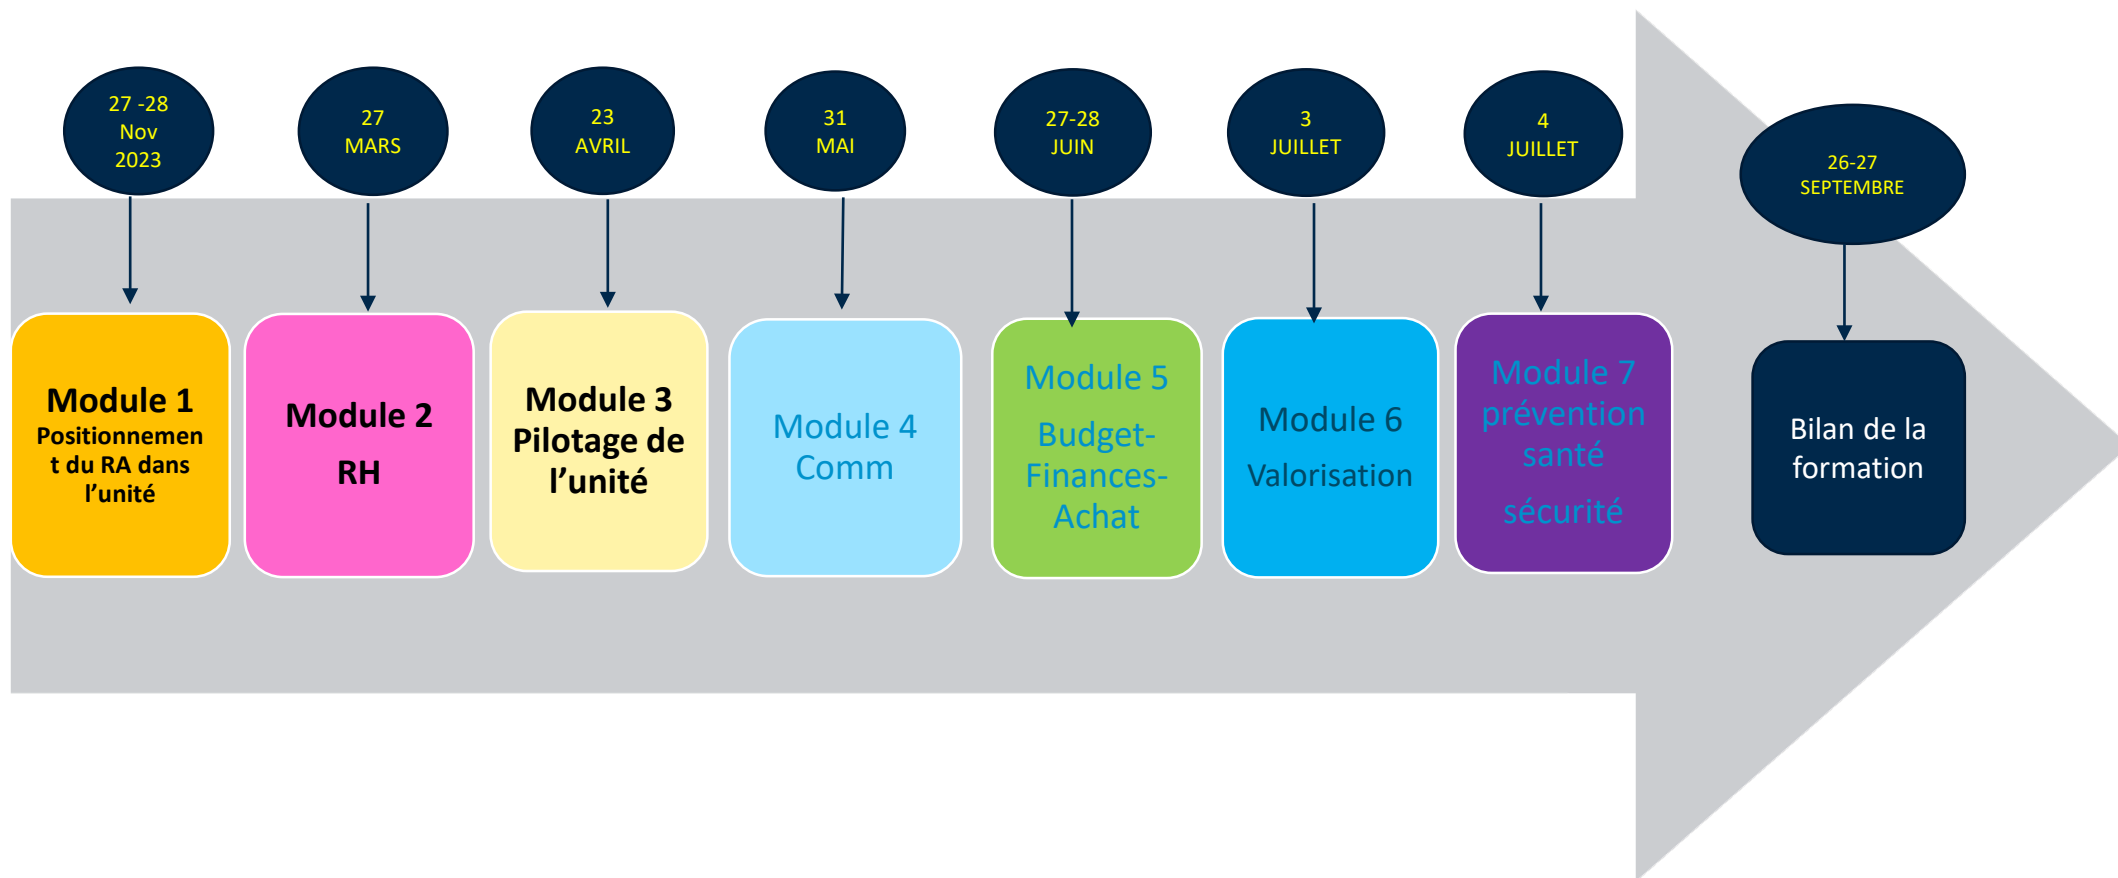 27 -28
Nov
2023
27
MARS
23
AVRIL
31
MAI
27-28
JUIN
3
JUILLET
4
JUILLET
26-27
SEPTEMBRE
Module 1
Positionnemen
t du RA dans
l’unité
Module 2
RH
Module 3
Pilotage de
l’unité
Module 4
Comm
Module 5
Budget-
Finances-
Achat
Module 6
Valorisation
Module 7
prévention
santé
sécurité
Bilan de la
formation